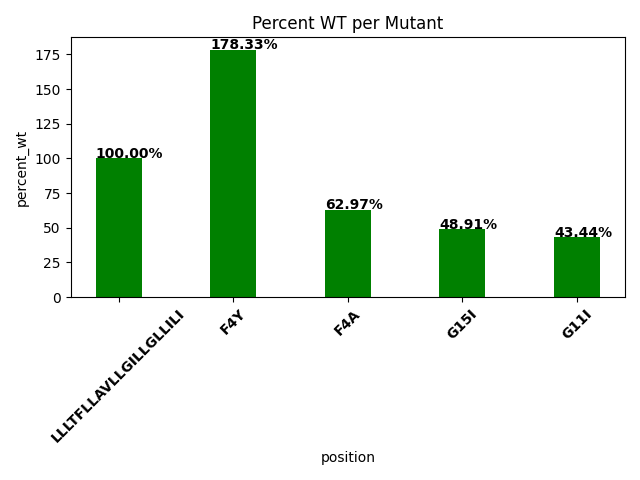 Percent WT per Mutant
percent_wt
175
150
125
100
75
50
25
0
100.00%
178.33%
62.97%
48.91%
43.44%
LLLTFLLAVLLGILLGLLILI
F4Y
F4A
G15I
G11I
position